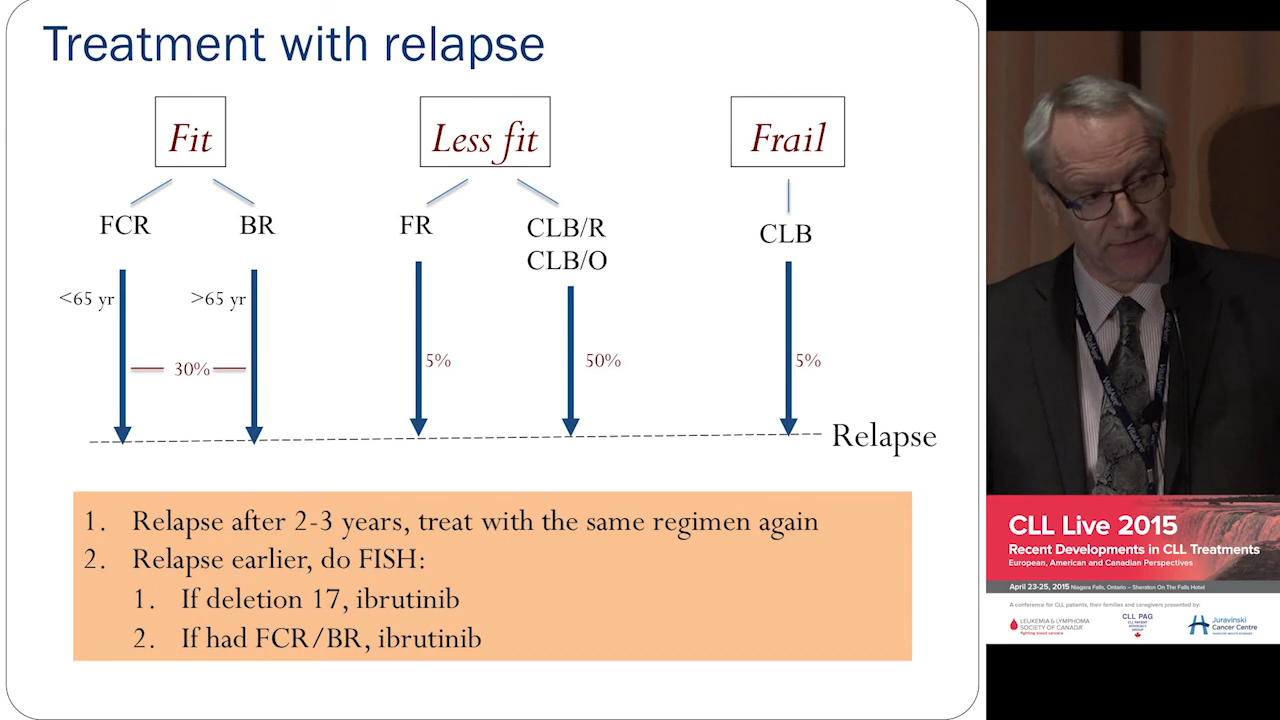 Treatment with relapse
Fit
Less fit
Frail
FCR
BR
FR
CLB/R
CLB/O
CLB
<65 yr
>65 yr
30%
5%
50%
5%
Relapse
1. Relapse after 2-3 years, treat with the same regimen again
2. Relapse earlier, do FISH:
1. If deletion 17, ibrutinib
2. If had FCR/BR, ibrutinib
CLL Live 2015
Recent Developments in CLL Treatments
European, American and Canadian Perspectives
April 23-25, 2015 Niagara Falls, Ontario – Sheraton On The Falls Hotel
A conference for CLL patients, their families and caregivers presented by:
LEUKEMIA & LYMPHOMA
SOCIETY OF CANADA
fighting blood cancers
CLL PAG
CLL PATIENT
ADVOCACY
GROUP
Juravinski
Cancer Centre